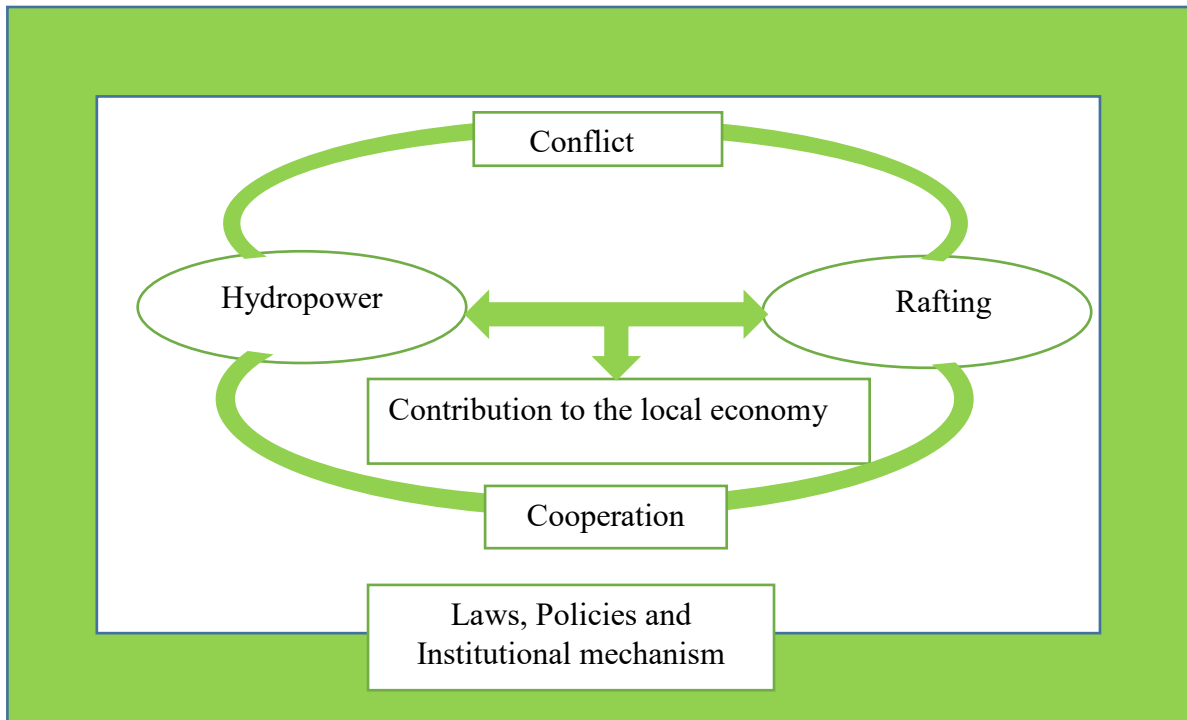 Conflict
Hydropower
Rafting
Contribution to the local economy
Cooperation
Laws, Policies and
Institutional mechanism